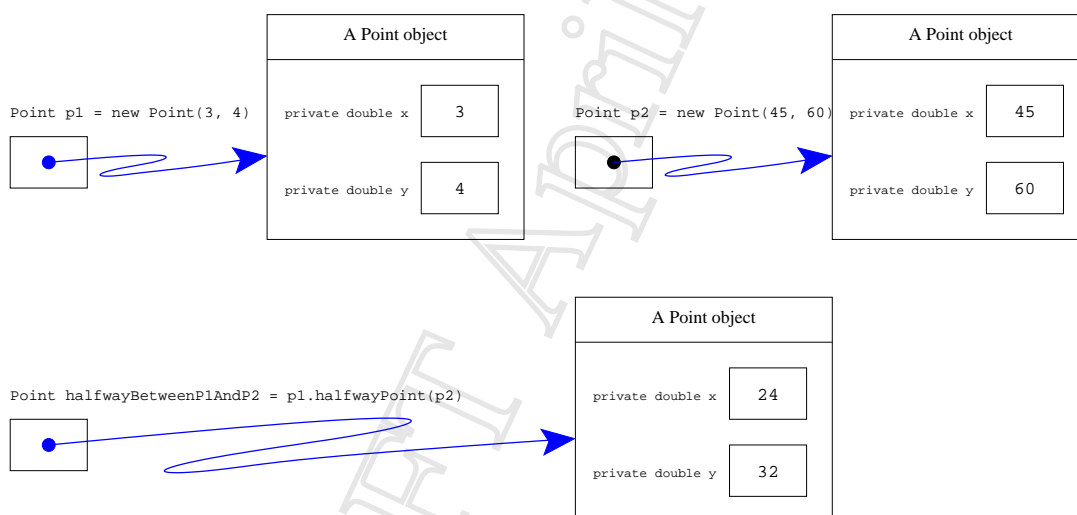 A Point object
Point p1 = new Point(3, 4)
private double x 3
private double y 4
A Point object
Point p2 = new Point(45, 60)
private double x 45
private double y 60
A Point object
Point halfwayBetweenP1AndP2 = p1.halfwayPoint(p2)
private double x 24
private double y 32
April